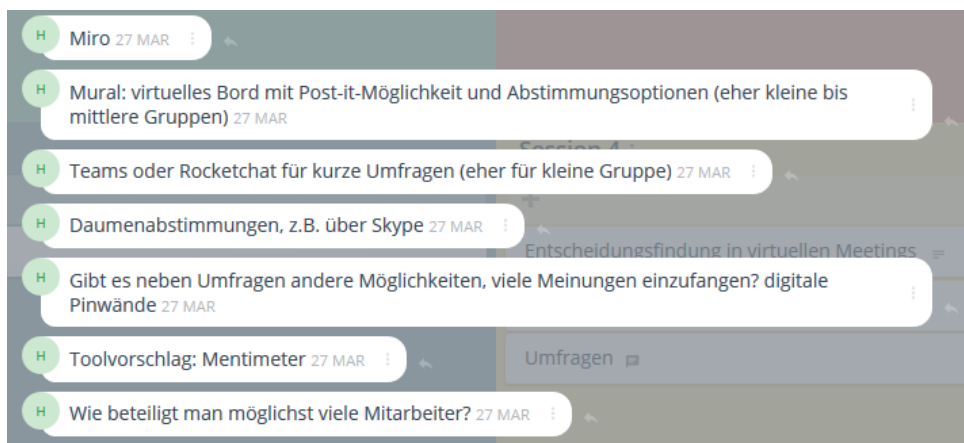 H Miro 27 MAR
H Mural: virtuelles Bord mit Post-it-Möglichkeit und Abstimmungsoptionen (eher kleine bis
mittlere Gruppen) 27 MAR
Session 4
H Teams oder Rocketchat für kurze Umfragen (eher für kleine Gruppe) 27 MAR
H Daumenabstimmungen, z.B. über Skype 27 MAR
Entscheidungsfindung in virtuellen Meetings
H Gibt es neben Umfragen andere Möglichkeiten, viele Meinungen einzufangen? digitale
Pinwände 27 MAR
H Toolvorschlag: Mentimeter 27 MAR
Umfragen
H Wie beteiligt man möglichst viele Mitarbeiter? 27 MAR